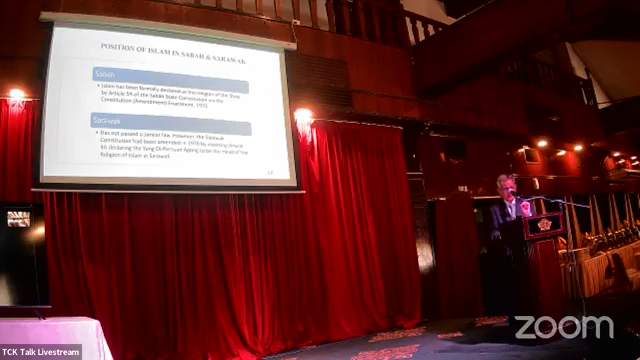 POSITION OF ISLAM IN SABAH & SARAWAK
Sabah
• Islam has been formally declared as the religion of the State
by Article 5A of the Sabah State Constitution via the
Constitution (Amendment) Enactment, 1973.
Sarawak
• Has not passed a similar law. However, the Sarawak
Constitution had been amended in 1976 by inserting Article
declaring the Yang Di-Pertuan Agong to be the Head of the
Religion of Islam in Sarawak
zoom
TCK Talk Livestream